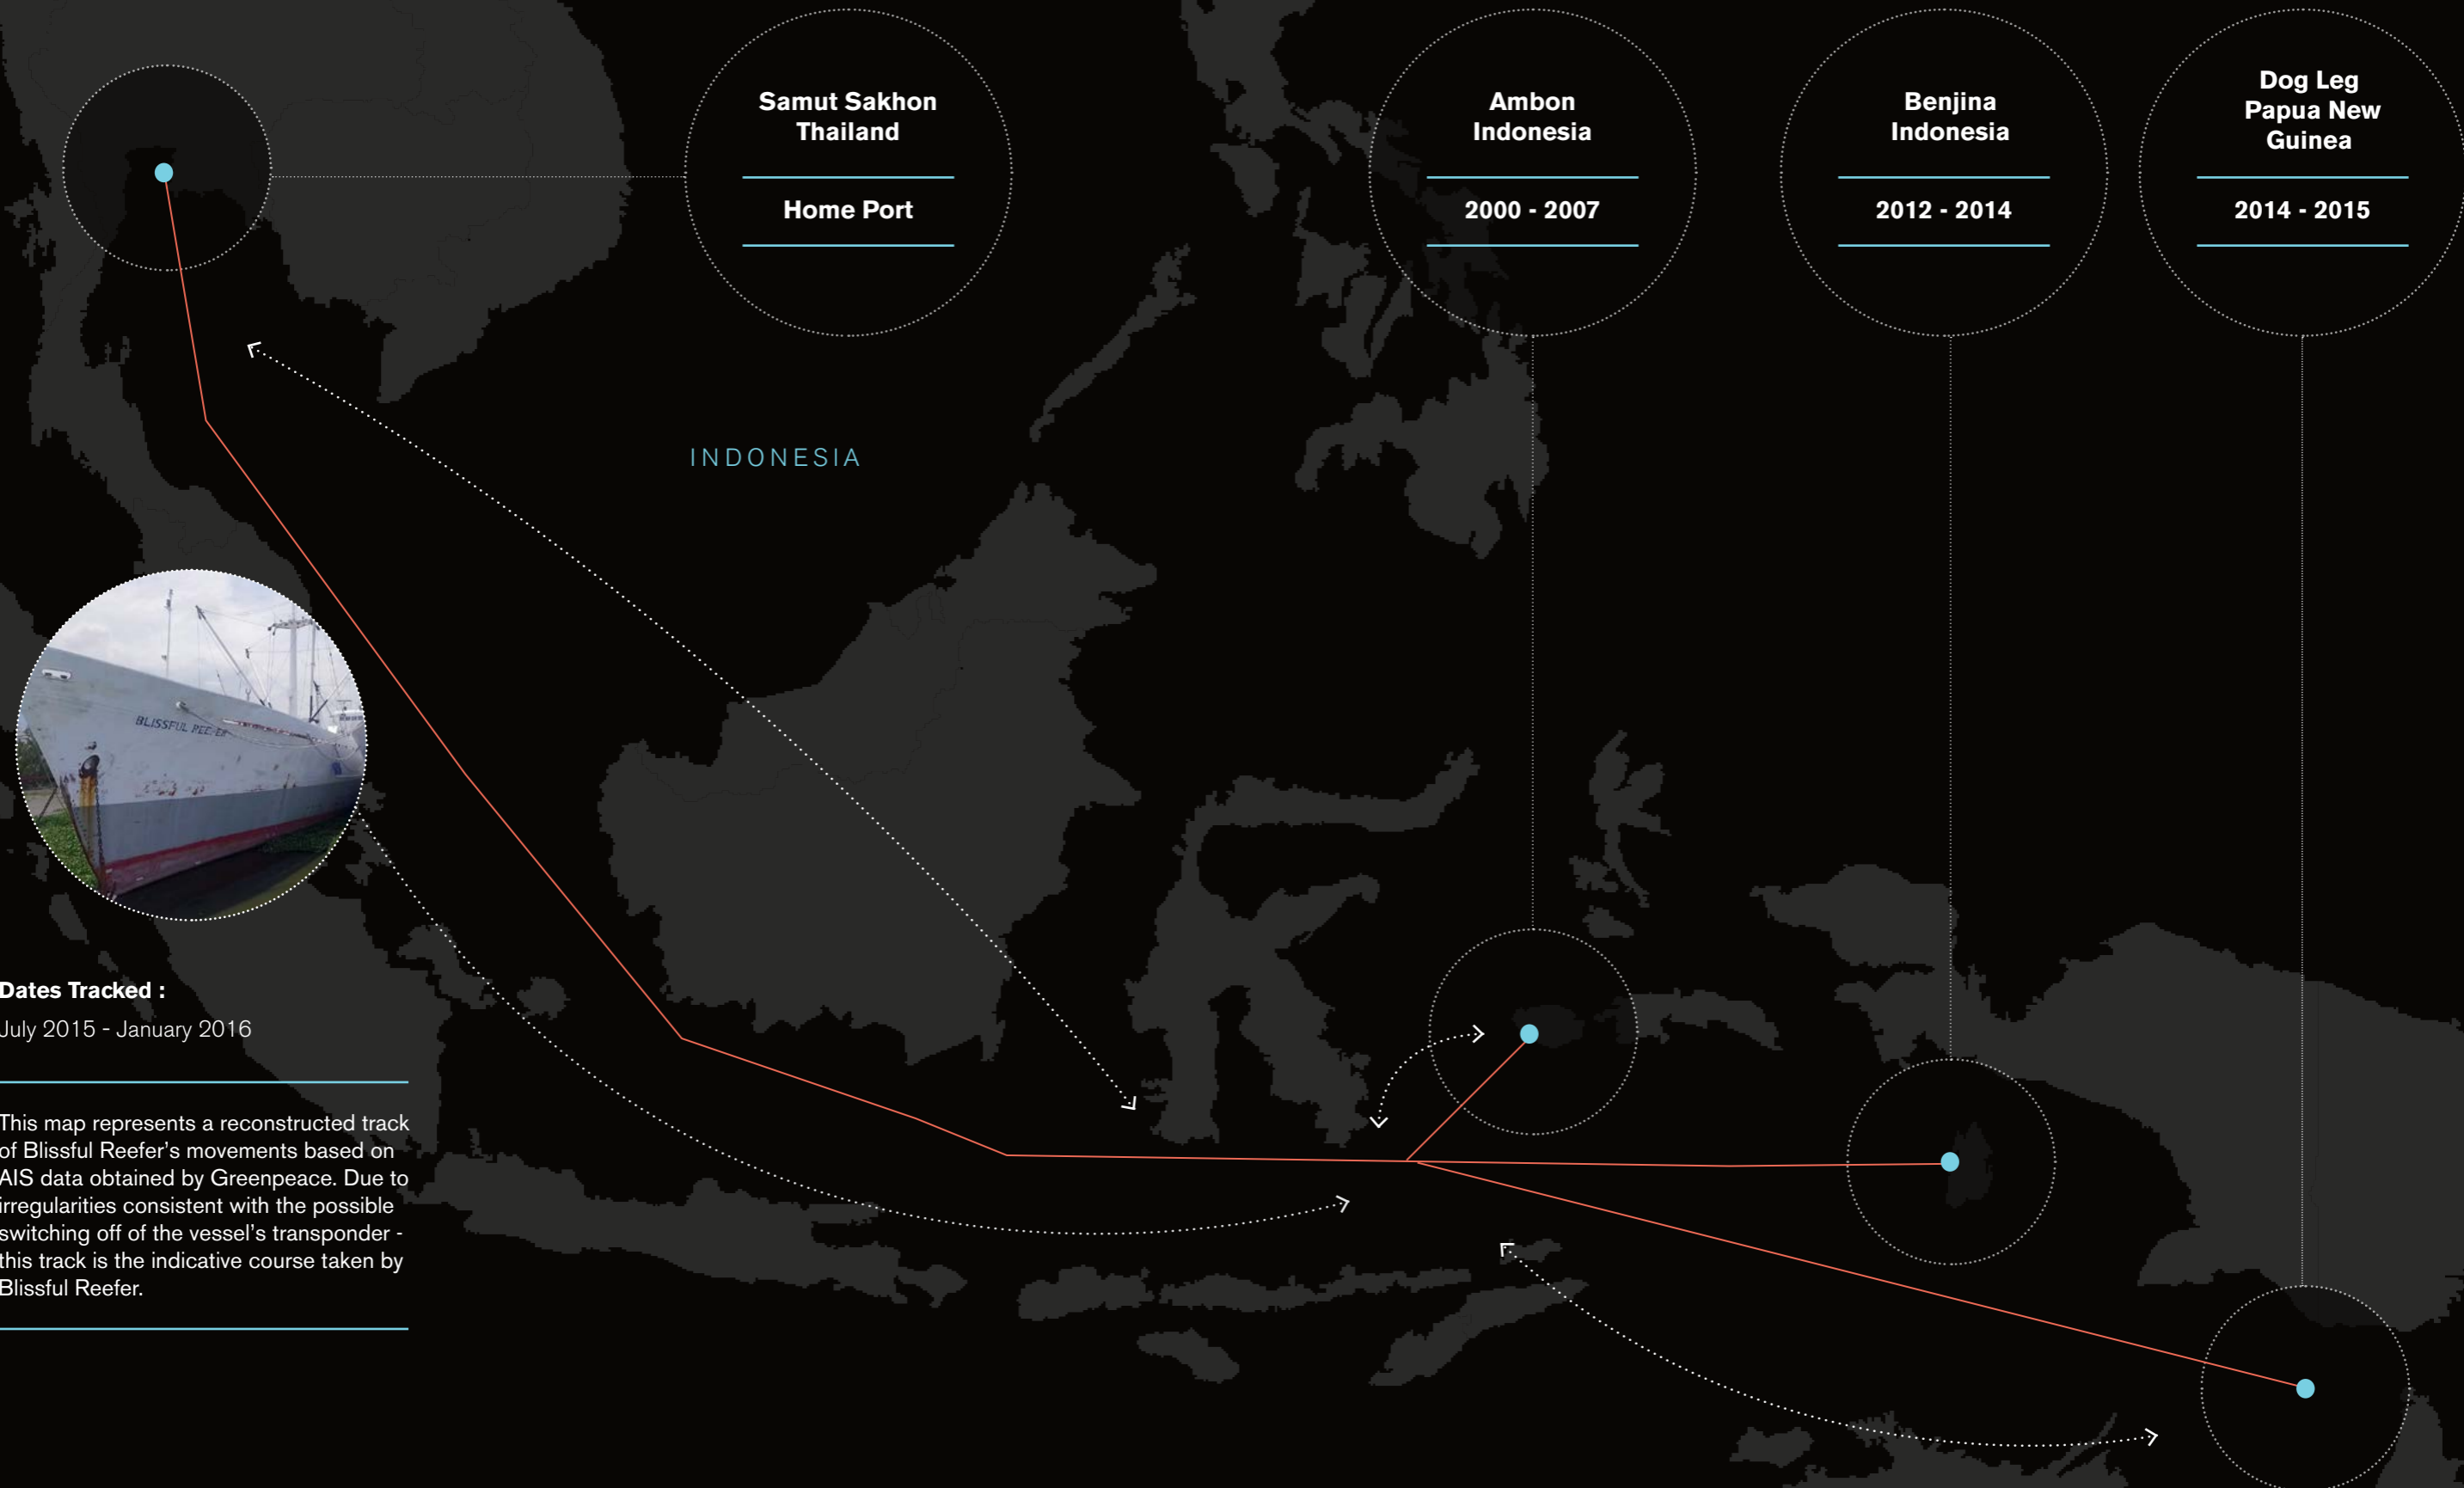 Samut Sakhon
Thailand
Home Port
Ambon
Indonesia
2000 - 2007
Benjina
Indonesia
2012 - 2014
Dog Leg
Papua New
Guinea
2014 - 2015
INDONESIA
BLISSFUL
Dates Tracked :
July 2015 - January 2016
This map represents a reconstructed track
of Blissful Reefer's movements based on
AIS data obtained by Greenpeace. Due to
irregularities consistent with the possible
switching off of the vessel's transponder -
this track is the indicative course taken by
Blissful Reefer.